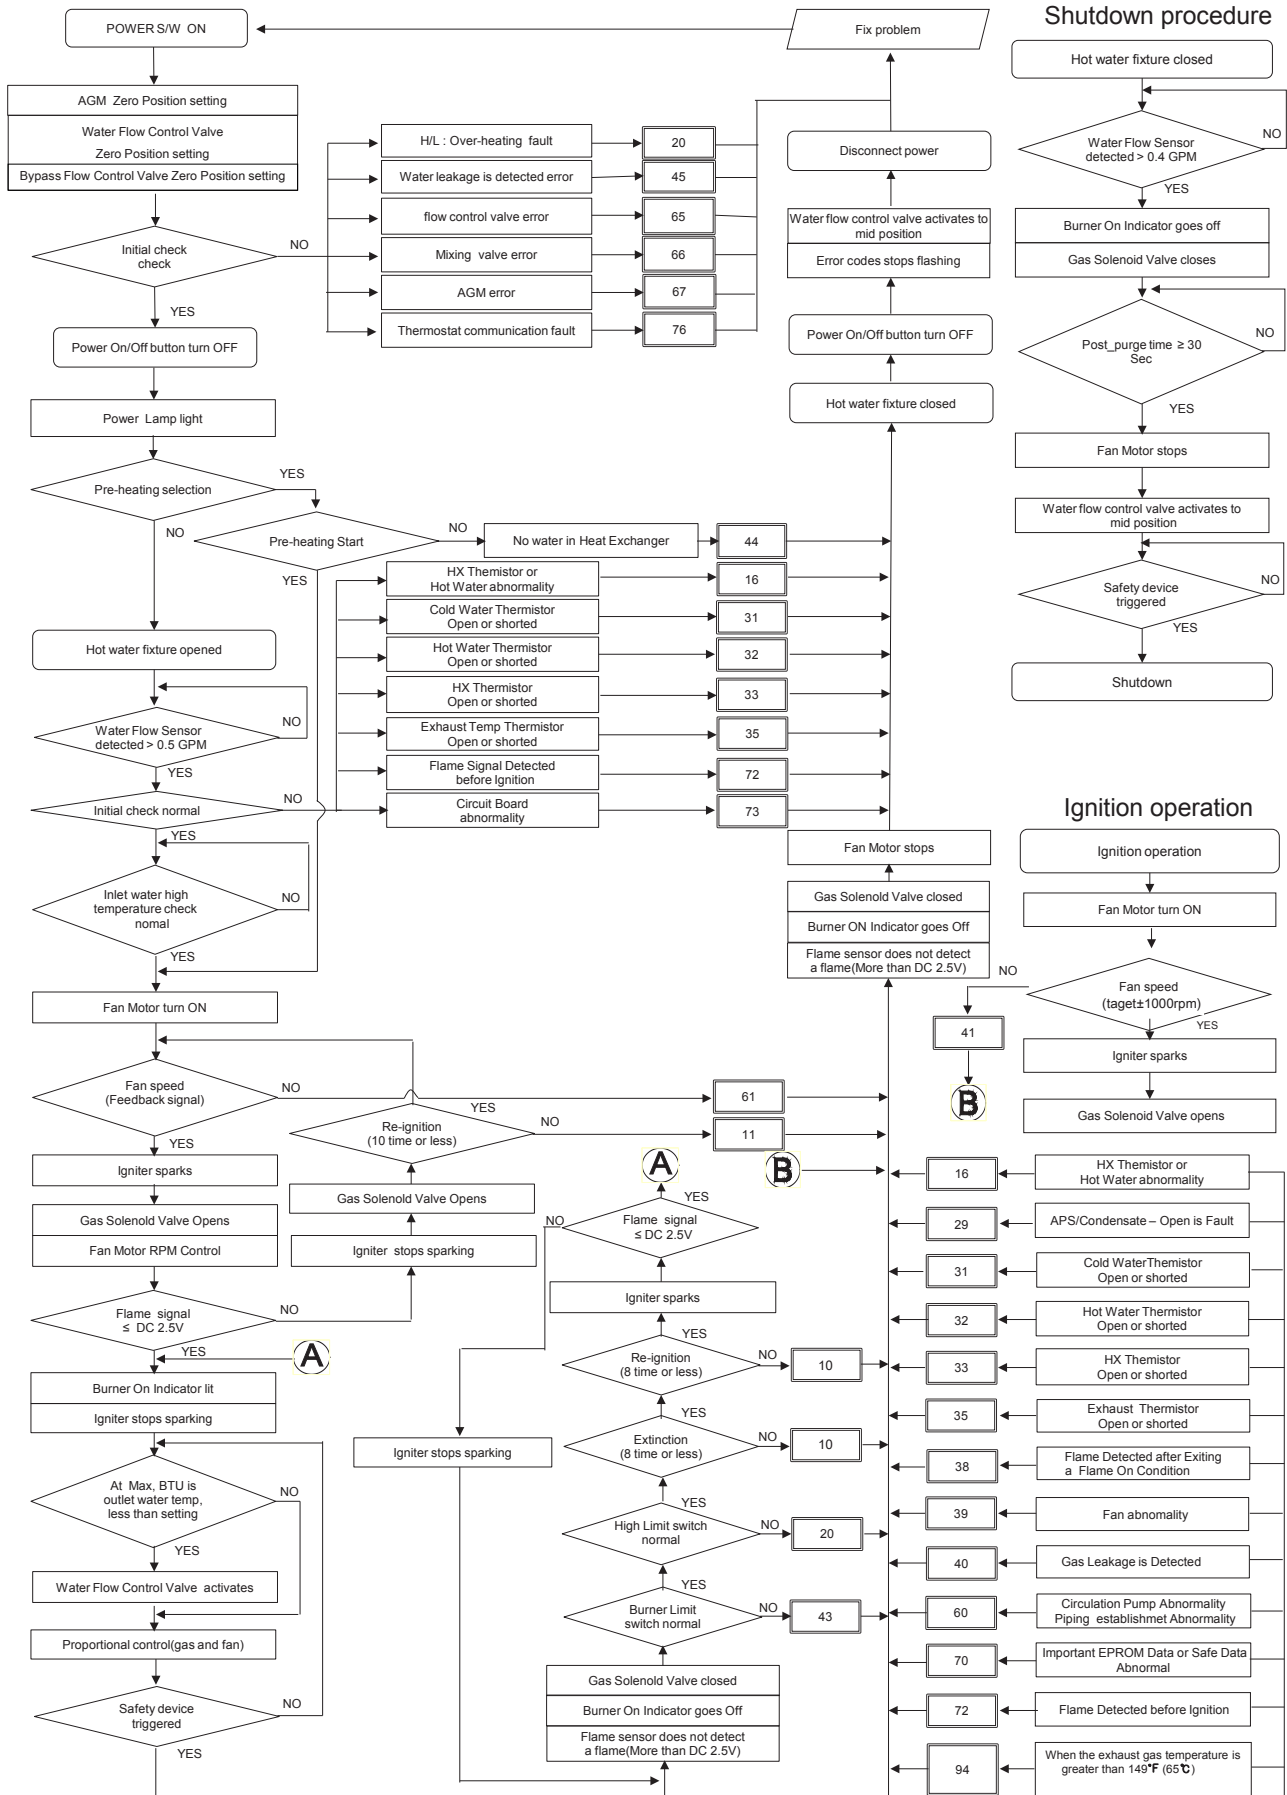 POWER S/W ON
AGM Zero Position setting
Water Flow Control Valve
Zero Position setting
Bypass Flow Control Valve Zero Position setting
Initial check
check
NO
YES
H/L : Over-heating fault
20
Water leakage is detected error
45
flow control valve error
65
Mixing valve error
66
AGM error
67
Thermostat communication fault
76
Fix problem
Disconnect power
Water flow control valve activates to
mid position
Error codes stops flashing
Power On/Off button turn OFF
Hot water fixture closed
Power On/Off button turn OFF
Power Lamp light
Pre-heating selection
YES
NO
Pre-heating Start
NO
YES
No water in Heat Exchanger
44
HX Themistor or
Hot Water abnormality
16
Cold Water Thermistor
Open or shorted
31
Hot Water Thermistor
Open or shorted
32
HX Thermistor
Open or shorted
33
Exhaust Temp Thermistor
Open or shorted
35
Flame Signal Detected
before Ignition
72
Circuit Board
abnormality
73
Hot water fixture opened
Water Flow Sensor
detected > 0.5 GPM
NO
YES
Initial check normal
NO
YES
Inlet water high
temperature check
nomal
NO
YES
Fan Motor turn ON
Fan speed
(Feedback signal)
NO
YES
61
Re-ignition
(10 time or less)
YES
NO
11
Igniter sparks
Gas Solenold Valve Opens
Fan Motor RPM Control
Gas Solenold Valve Opens
Igniter stops sparking
Flame signal
≤ DC 2.5V
NO
YES
A
Burner On Indicator lit
Igniter stops sparking
At Max, BTU is
outlet water temp,
less than setting
NO
YES
Water Flow Control Valve activates
Proportional control(gas and fan)
Safety device
triggered
NO
YES
Fan Motor stops
Gas Solenold Valve closed
Burner ON Indicator goes Off
Flame sensor does not detect
a flame(More than DC 2.5V)
A
B
YES
NO
Flame signal
≤ DC 2.5V
Igniter sparks
YES
Re-ignition
(8 time or less)
NO
10
YES
Extinction
(8 time or less)
NO
10
Igniter stops sparking
YES
High Limit switch
normal
NO
20
YES
Burner Limit
switch normal
NO
43
Gas Solenold Valve closed
Burner On Indicator goes Off
Flame sensor does not detect
a flame(More than DC 2.5V)
Shutdown procedure
Hot water fixture closed
Water Flow Sensor
detected > 0.4 GPM
NO
YES
Burner On Indicator goes off
Gas Solenoid Valve closes
Post_purge time ≥ 30
Sec
NO
YES
Fan Motor stops
Water flow control valve activates to
mid position
Safety device
triggered
NO
YES
Shutdown
Ignition operation
Ignition operation
Fan Motor turn ON
NO
Fan speed
(taget±1000rpm)
YES
41
B
Igniter sparks
Gas Solenoid Valve opens
16
HX Themistor or
Hot Water abnormality
29
APS/Condensate – Open is Fault
31
Cold WaterThemistor
Open or shorted
32
Hot Water Thermistor
Open or shorted
33
HX Themistor
Open or shorted
35
Exhaust Thermistor
Open or shorted
38
Flame Detected after Exiting
a Flame On Condition
39
Fan abnomality
40
Gas Leakage is Detected
60
Circulation Pump Abnormality
Piping establishmet Abnormality
70
Important EPROM Data or Safe Data
Abnormal
72
Flame Detected before Ignition
94
When the exhaust gas temperature is
greater than 149°F (65℃)